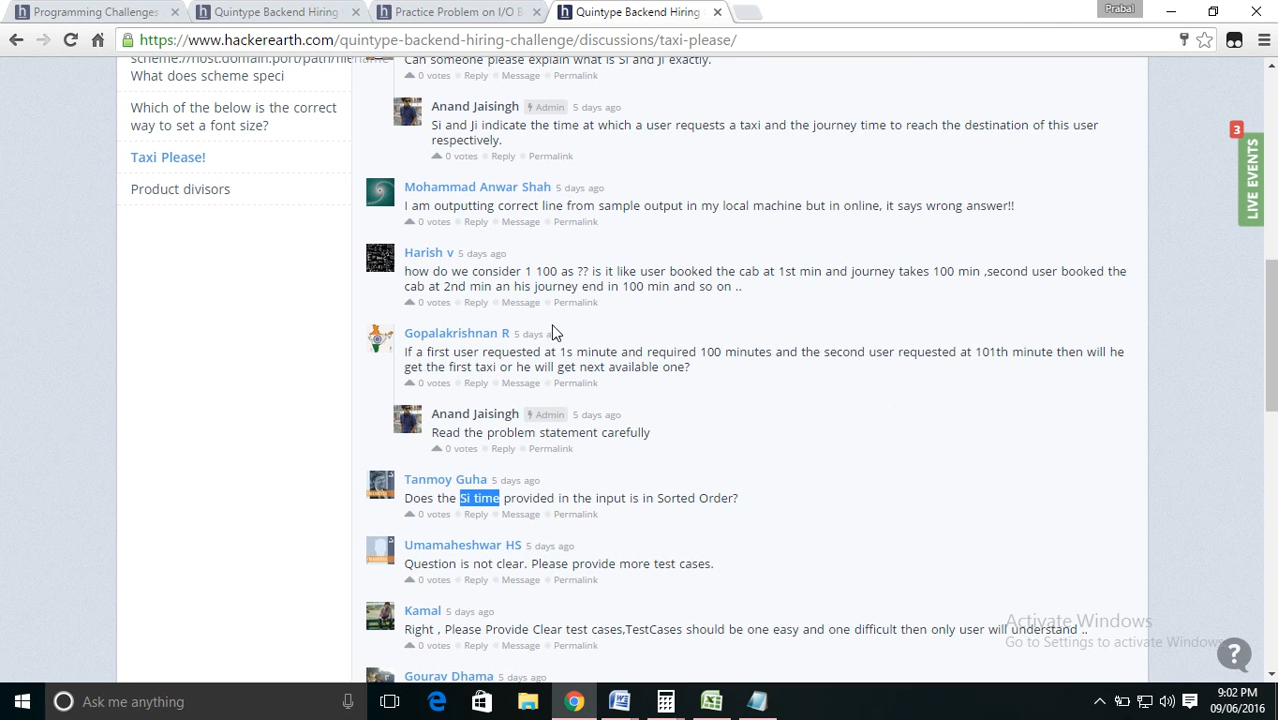 Programming Challenges
Quintype Backend Hiring
Practice Problem on I/O B
Quintype Backend Hiring
Prabal
https://www.hackerearth.com/quintype-backend-hiring-challenge/discussions/taxi-please/
scheme://host.domain:port/path/filename
What does scheme speci
Which of the below is the correct
way to set a font size?
Taxi Please!
Product divisors
Can someone please explain what is Si and Ji exactly.
0 votes Reply Message Permalink
Anand Jaisingh Admin 5 days ago
Si and Ji indicate the time at which a user requests a taxi and the journey time to reach the destination of this user
respectively.
0 votes Reply Permalink
Mohammad Anwar Shah 5 days ago
I am outputting correct line from sample output in my local machine but in online, it says wrong answer!!
0 votes Reply Message Permalink
Harish v 5 days ago
how do we consider 1 100 as ?? is it like user booked the cab at 1st min and journey takes 100 min ,second user booked the
cab at 2nd min an his journey end in 100 min and so on ..
0 votes Reply Message Permalink
Gopalakrishnan R 5 days
If a first user requested at 1s minute and required 100 minutes and the second user requested at 101th minute then will he
get the first taxi or he will get next available one?
0 votes Reply Message Permalink
Anand Jaisingh Admin 5 days ago
Read the problem statement carefully
0 votes Reply Permalink
Tanmoy Guha 5 days ago
Does the Si time provided in the input is in Sorted Order?
0 votes Reply Message Permalink
Umamaheshwar HS 5 days ago
Question is not clear. Please provide more test cases.
0 votes Reply Message Permalink
Kamal 5 days ago
Right , Please Provide Clear test cases,TestCases should be one easy and one difficult then only user will understand ..
0 votes Reply Message Permalink
Gourav Dhama 5 days ago
3
LIVE EVENTS
Activate Windows
Go to Settings to activate Windows.
?
Ask me anything
9:02 PM
09/06/2016